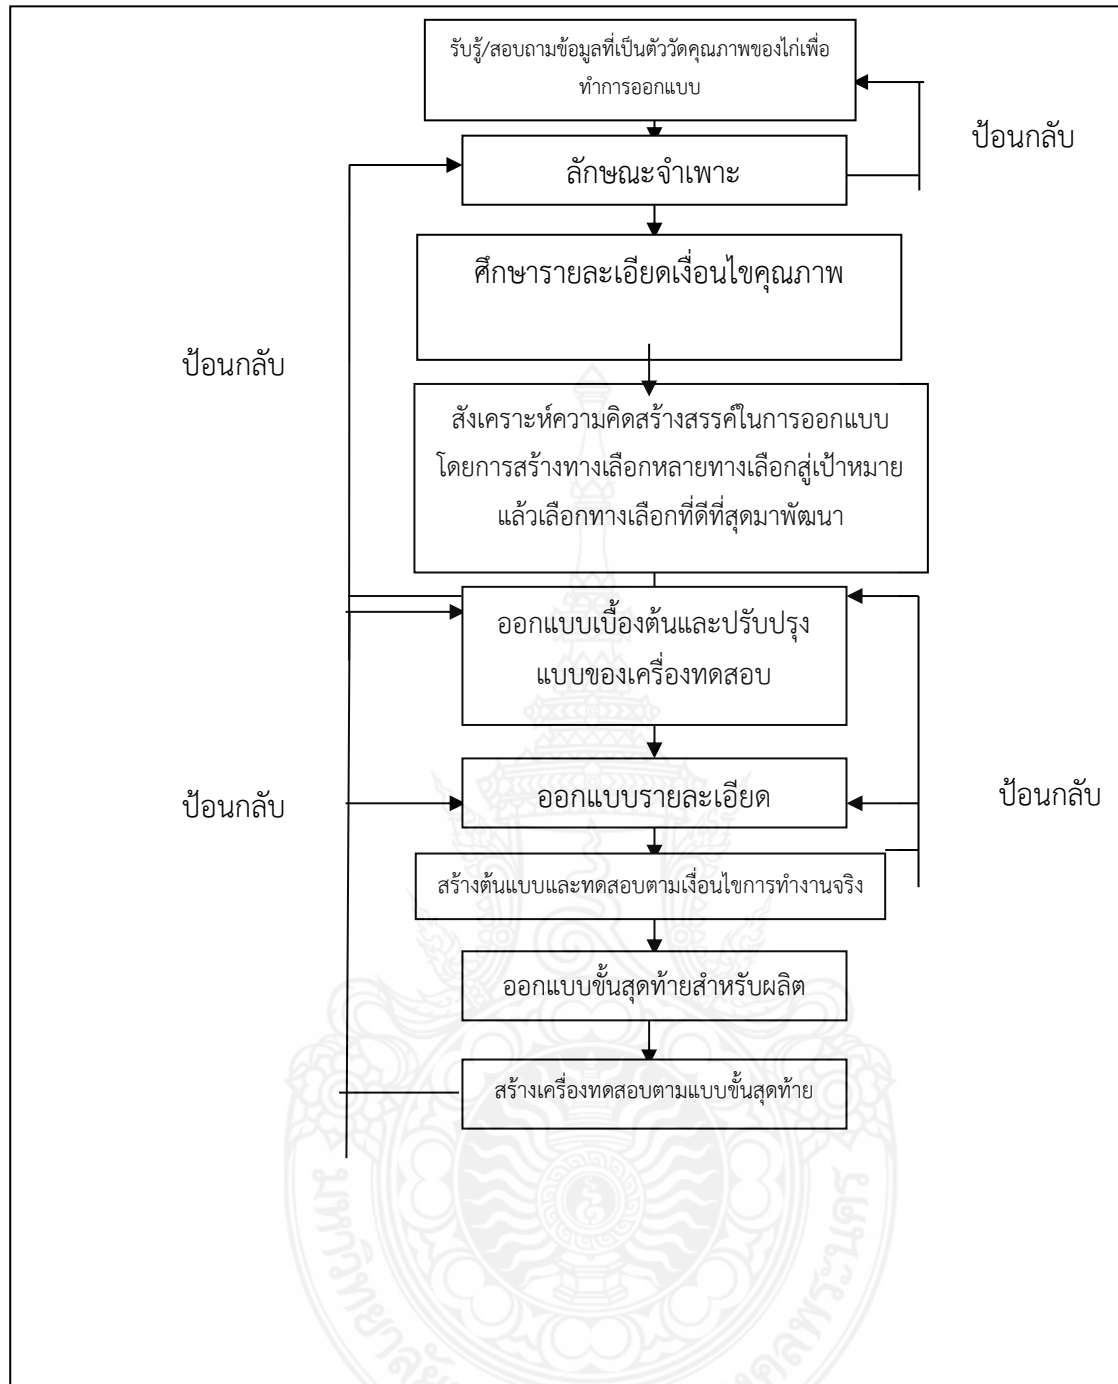 รับรู้/สอบถามข้อมูลที่เป็นตัววัดคุณภาพของไก่เพื่อ
ทำการออกแบบ
ป้อนกลับ
ลักษณะจำเพาะ
ศึกษารายละเอียดเงื่อนไขคุณภาพ
ป้อนกลับ
สังเคราะห์ความคิดสร้างสรรค์ในการออกแบบ
โดยการสร้างทางเลือกหลายทางเลือกสู่เป้าหมาย
แล้วเลือกทางเลือกที่ดีที่สุดมาพัฒนา
ออกแบบเบื้องต้นและปรับปรุง
แบบของเครื่องทดสอบ
ป้อนกลับ
ออกแบบรายละเอียด
ป้อนกลับ
สร้างต้นแบบและทดสอบตามเงื่อนไขการทำงานจริง
ออกแบบขั้นสุดท้ายสำหรับผลิต
สร้างเครื่องทดสอบตามแบบขั้นสุดท้าย